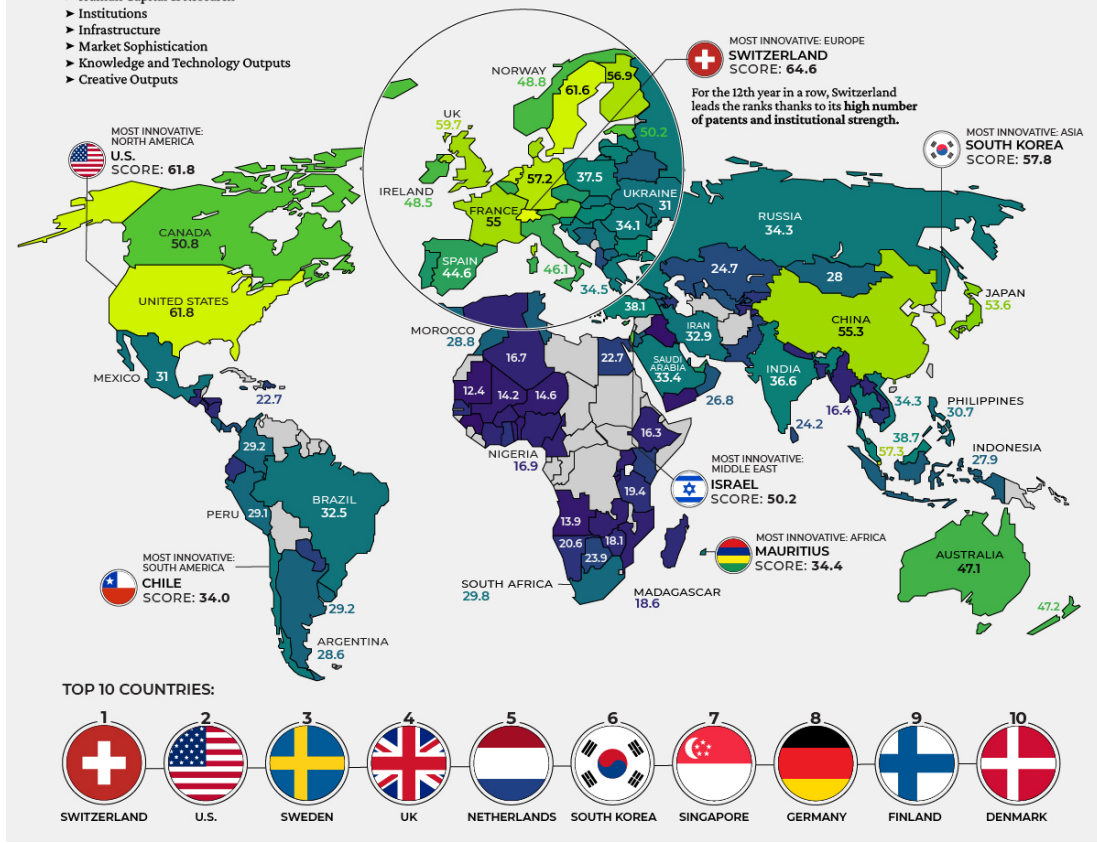 ➤ Institutions
➤ Infrastructure
➤ Market Sophistication
➤ Knowledge and Technology Outputs
➤ Creative Outputs
MOST INNOVATIVE: EUROPE
SWITZERLAND
SCORE: 64.6
For the 12th year in a row, Switzerland
leads the ranks thanks to its high number
of patents and institutional strength.
MOST INNOVATIVE:
NORTH AMERICA
U.S.
SCORE: 61.8
MOST INNOVATIVE: ASIA
SOUTH KOREA
SCORE: 57.8
NORWAY
48.8
61.6
56.9
UK
59.7
50.2
IRELAND
48.5
57.2
37.5
UKRAINE
31
FRANCE
55
34.1
SPAIN
44.6
46.1
34.5
CANADA
50.8
UNITED STATES
61.8
MEXICO
31
22.7
RUSSIA
34.3
24.7
28
CHINA
55.3
JAPAN
53.6
38.1
IRAN
32.9
SAUDI
ARABIA
33.4
26.8
INDIA
36.6
24.2
16.4
34.3
PHILIPPINES
30.7
38.7
57.3
INDONESIA
27.9
MOROCCO
28.8
16.7
22.7
12.4
14.2
14.6
NIGERIA
16.9
16.3
19.4
13.9
20.6
18.1
23.9
SOUTH AFRICA
29.8
MADAGASCAR
18.6
MOST INNOVATIVE:
MIDDLE EAST
ISRAEL
SCORE: 50.2
MOST INNOVATIVE: AFRICA
MAURITIUS
SCORE: 34.4
29.2
PERU
29.1
BRAZIL
32.5
MOST INNOVATIVE:
SOUTH AMERICA
CHILE
SCORE: 34.0
29.2
ARGENTINA
28.6
AUSTRALIA
47.1
47.2
TOP 10 COUNTRIES:
1
2
3
4
5
6
7
8
9
10
SWITZERLAND
U.S.
SWEDEN
UK
NETHERLANDS
SOUTH KOREA
SINGAPORE
GERMANY
FINLAND
DENMARK